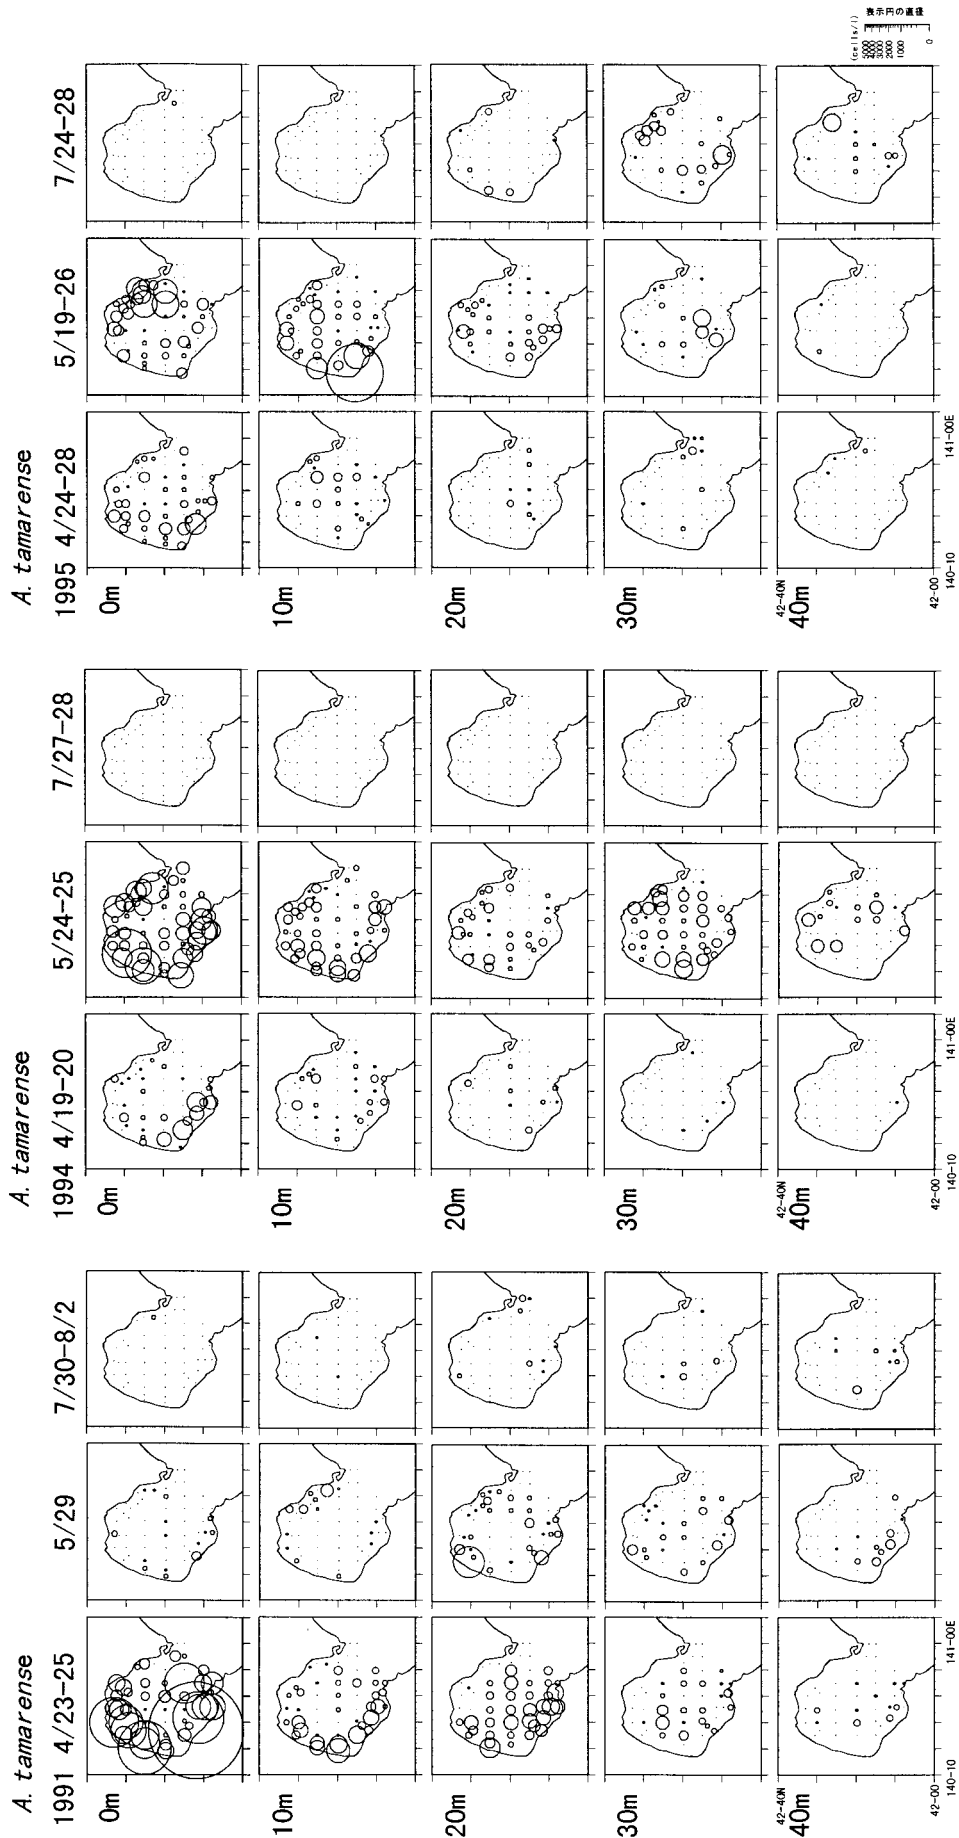 A. tamarense
1991 4/23-25
5/29
7/30-8/2
0m
10m
20m
30m
42-40N
40m
42-00
140-10
141-00E
A. tamarense
1994 4/19-20
5/24-25
7/27-28
0m
10m
20m
30m
42-40N
40m
42-00
140-10
141-00E
A. tamarense
1995 4/24-28
5/19-26
7/24-28
0m
10m
20m
30m
42-40N
40m
42-00
140-10
141-00E
表示円の直径
(cells/l)
5000
4000
3000
2000
1000
0